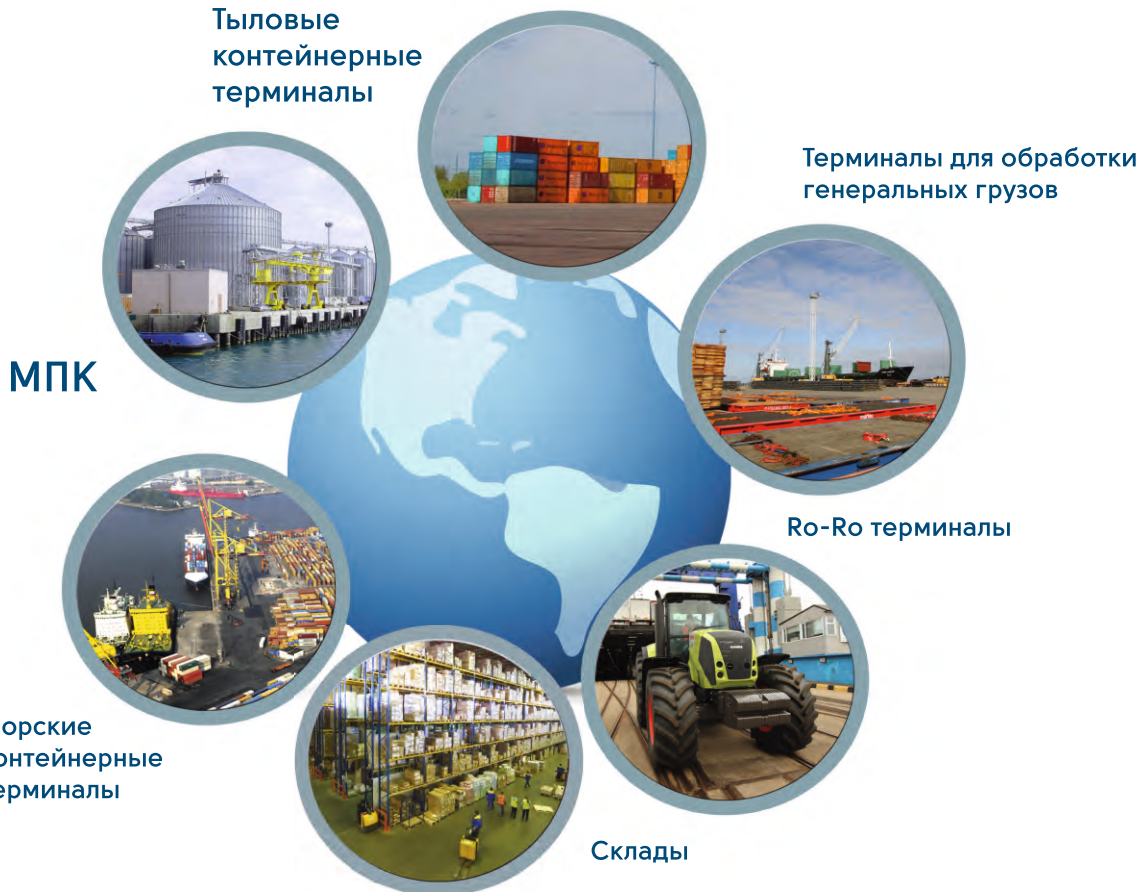 Тыловые
контейнерные
терминалы
Терминалы для обработки
генеральных грузов
МПК
Ro-Ro терминалы
орские
онтейнерные
ерминалы
Склады